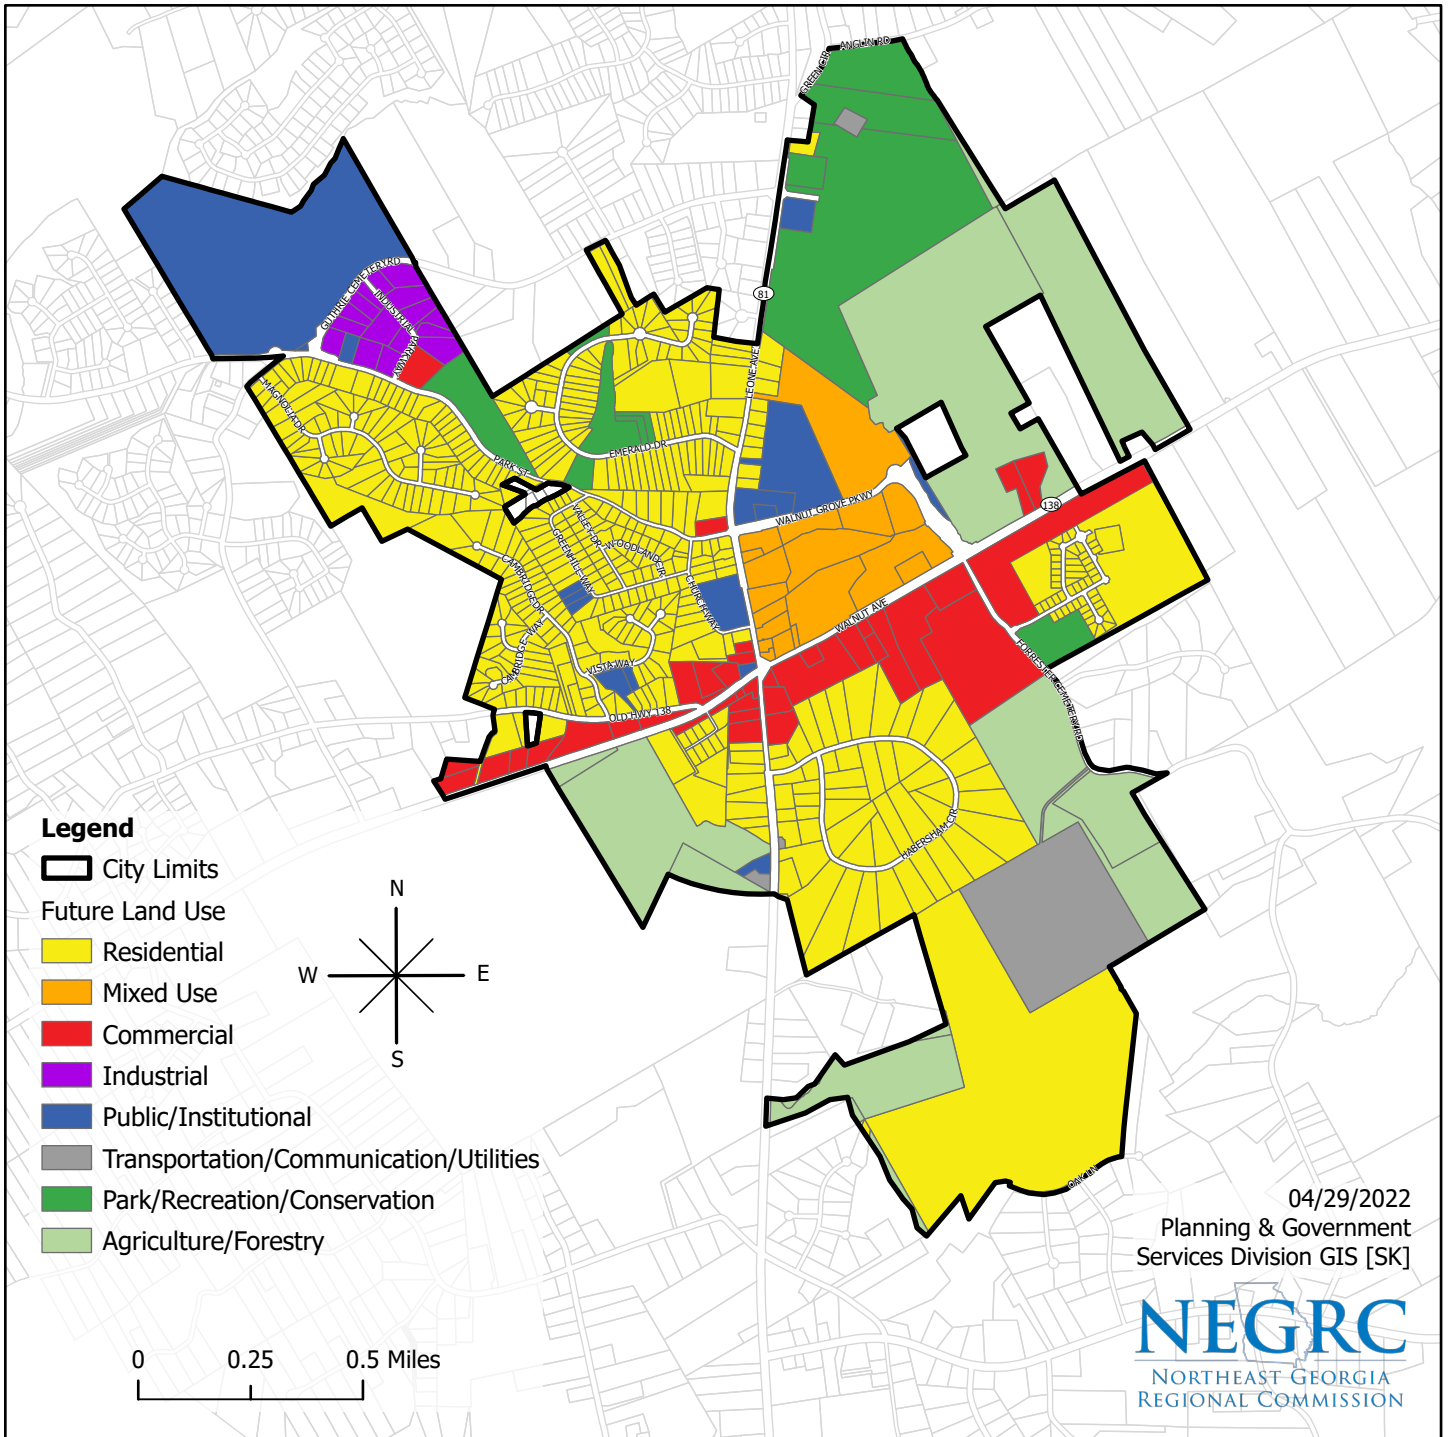 ANGLIN RD
GREEN CIR
GUTHRIE CEMETERY RD
INDUSTRIAL
PARKWAY
81
LEONE AVE
MAGNOLIA DR
PARK ST
EMERALD DR
WALNUT GROVE PKWY
138
VALLEY DR
WOODLAND CIR
GREENHILL WAY
CAMBRIDGE DR
CHURCH WAY
WALNUT AVE
CAMBRIDGE WAY
VISTA WAY
FORRESTER CEMETERY RD
OLD HWY 138
HABERSHAM CIR
OAK LN
Legend
City Limits
Future Land Use
Residential
Mixed Use
Commercial
Industrial
Public/Institutional
Transportation/Communication/Utilities
Park/Recreation/Conservation
Agriculture/Forestry
N
W
E
S
0 0.25 0.5 Miles
04/29/2022
Planning & Government
Services Division GIS [SK]
NEGRC
NORTHEAST GEORGIA
REGIONAL COMMISSION